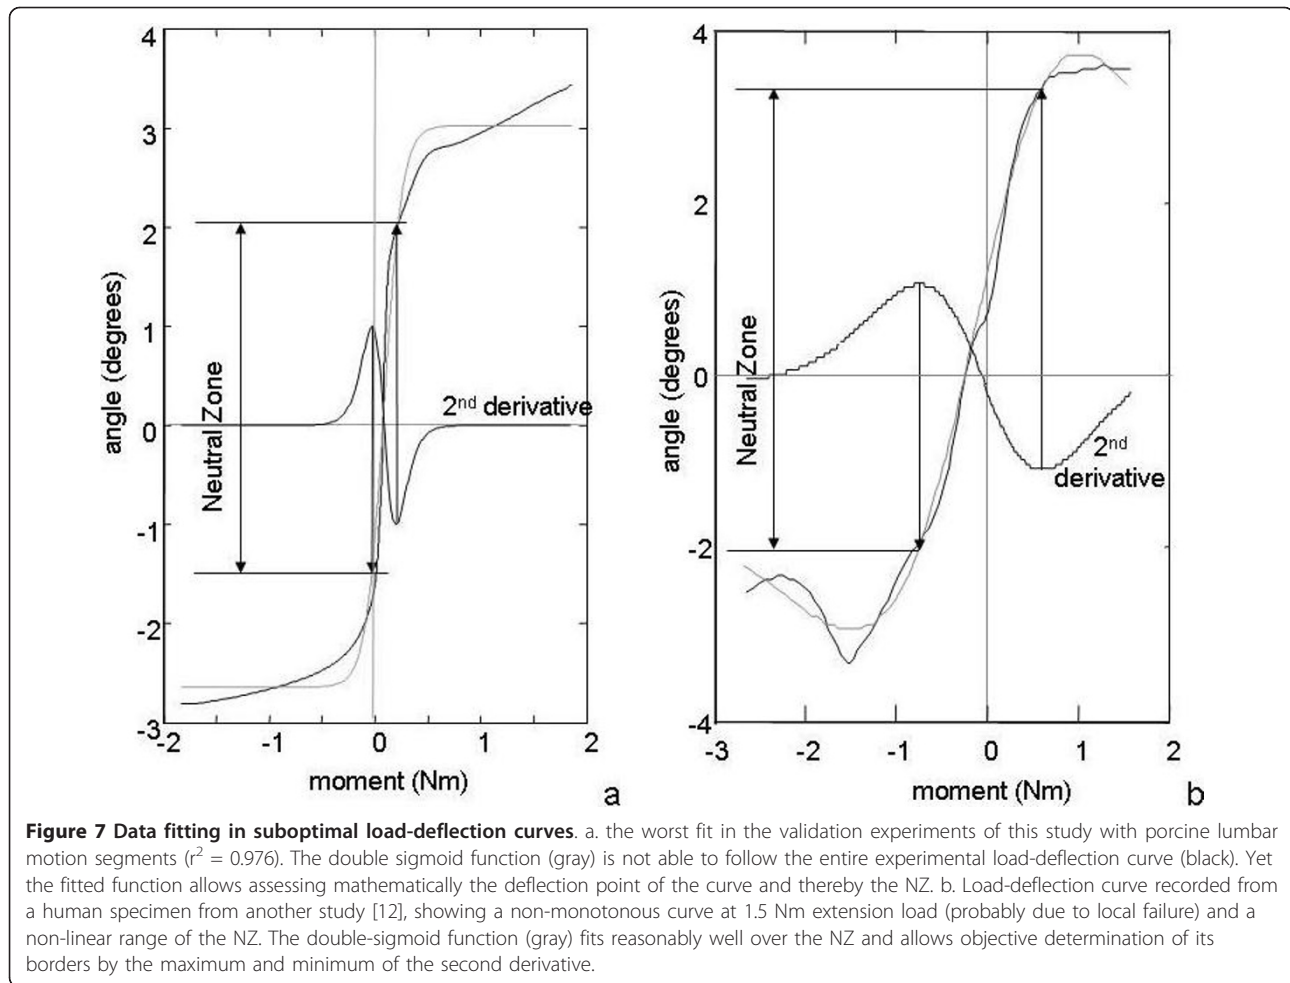 4
3
2
1
0
-1
-2
-3
-2
0
1
2
angle (degrees)
Neutral Zone
2nd derivative
moment (Nm)
a
4
2
0
-2
-4
-3
-2
-1
0
1
2
angle (degrees)
Neutral Zone
2nd
derivative
moment (Nm)
b
Figure 7 Data fitting in suboptimal load-deflection curves. a. the worst fit in the validation experiments of this study with porcine lumbar
motion segments (r2 = 0.976). The double sigmoid function (gray) is not able to follow the entire experimental load-deflection curve (black). Yet
the fitted function allows assessing mathematically the deflection point of the curve and thereby the NZ. b. Load-deflection curve recorded from
a human specimen from another study [12], showing a non-monotonous curve at 1.5 Nm extension load (probably due to local failure) and a
non-linear range of the NZ. The double-sigmoid function (gray) fits reasonably well over the NZ and allows objective determination of its
borders by the maximum and minimum of the second derivative.